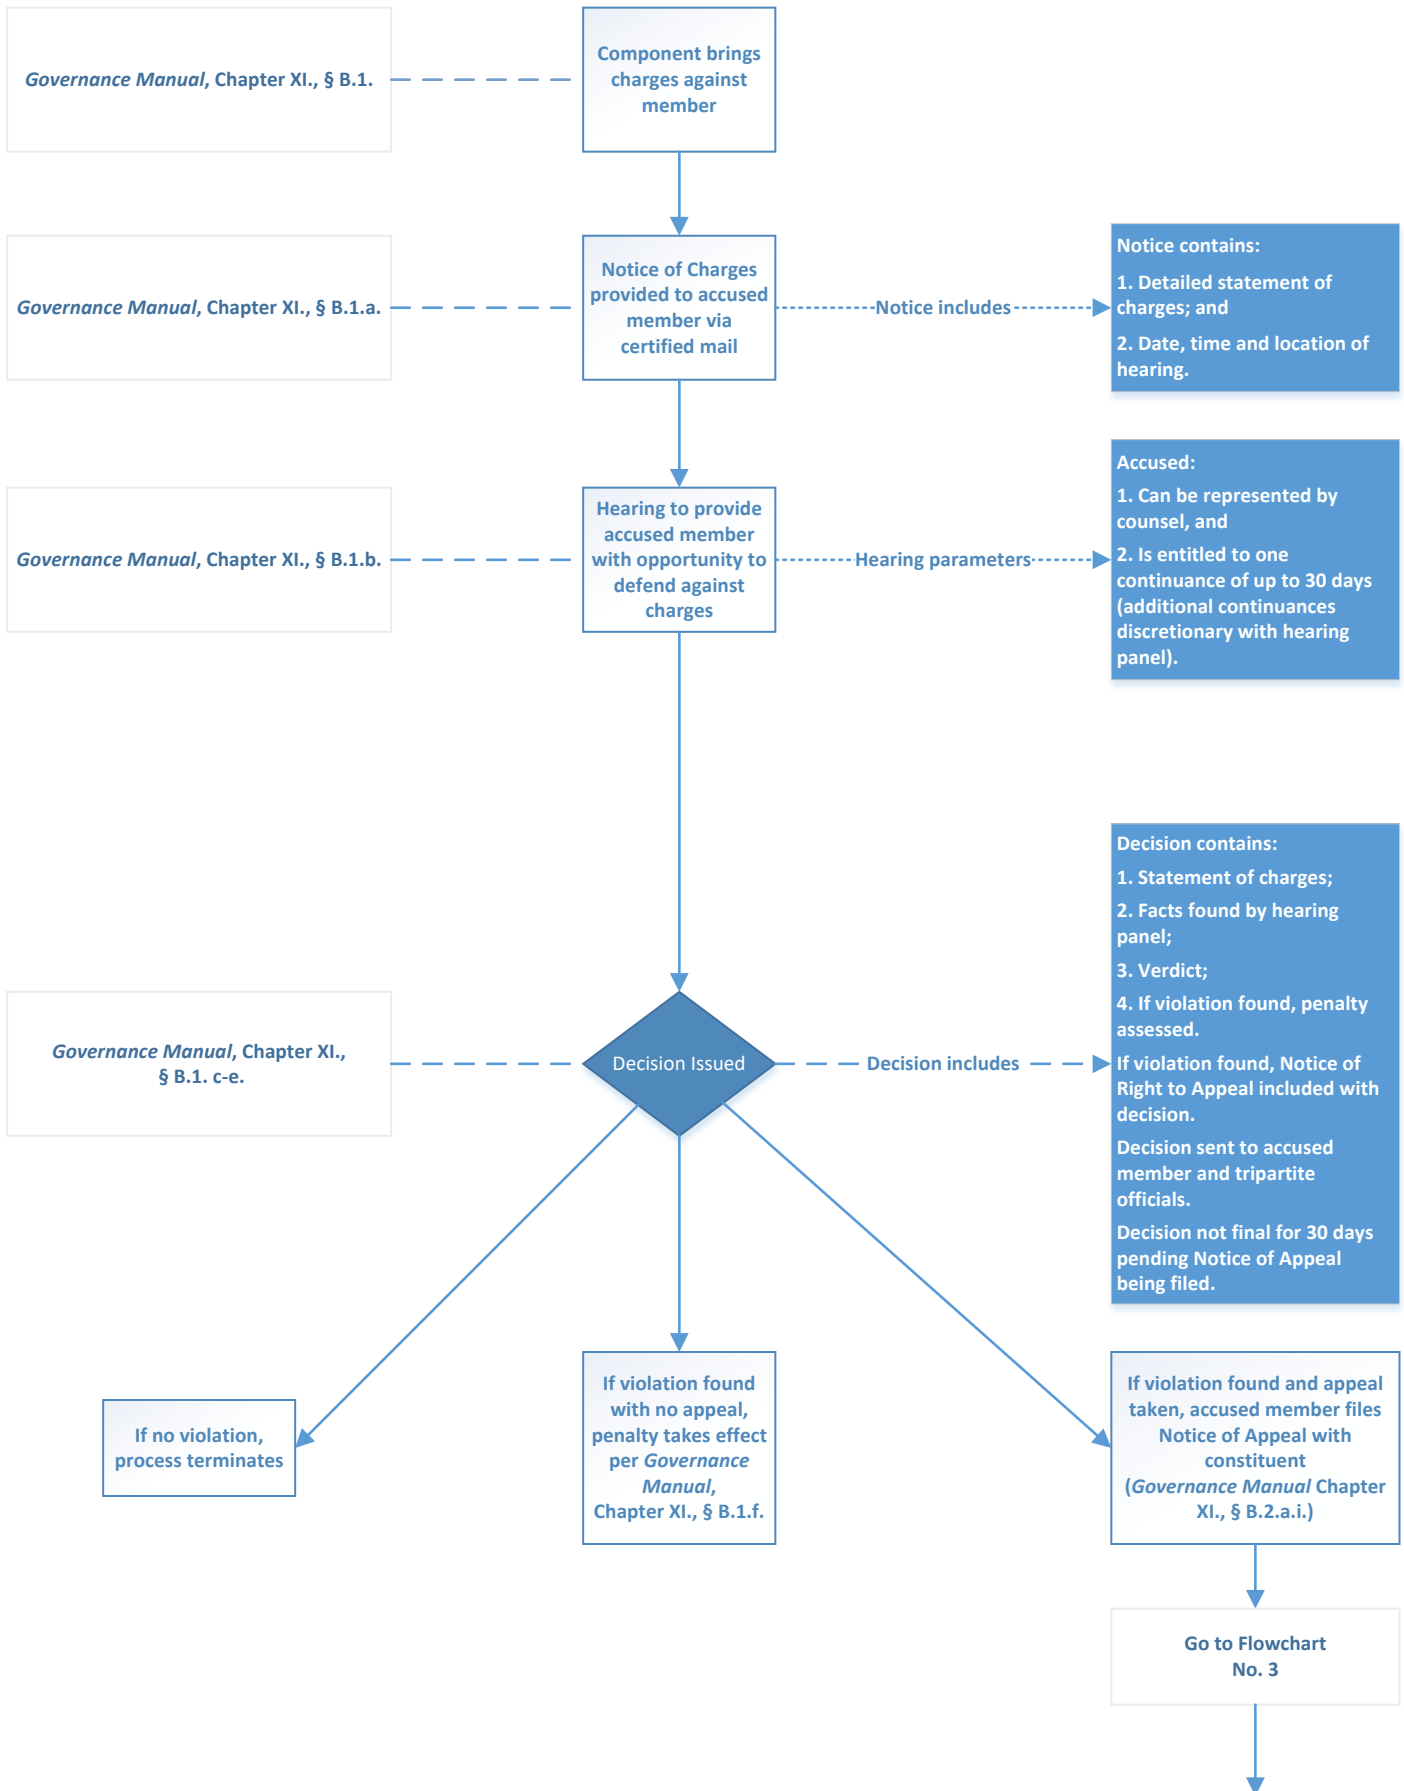 Governance Manual, Chapter XI., § B.1.
Component brings
charges against
member
Governance Manual, Chapter XI., § B.1.a.
Notice of Charges
provided to accused
member via
certified mail
Notice includes
Notice contains:
1. Detailed statement of
charges; and
2. Date, time and location of
hearing.
Governance Manual, Chapter XI., § B.1.b.
Hearing to provide
accused member
with opportunity to
defend against
charges
Hearing parameters
Accused:
1. Can be represented by
counsel, and
2. Is entitled to one
continuance of up to 30 days
(additional continuances
discretionary with hearing
panel).
Governance Manual, Chapter XI.,
§ B.1. c-e.
Decision Issued
Decision includes
Decision contains:
1. Statement of charges;
2. Facts found by hearing
panel;
3. Verdict;
4. If violation found, penalty
assessed.
If violation found, Notice of
Right to Appeal included with
decision.
Decision sent to accused
member and tripartite
officials.
Decision not final for 30 days
pending Notice of Appeal
being filed.
If no violation,
process terminates
If violation found
with no appeal,
penalty takes effect
per Governance
Manual,
Chapter XI., § B.1.f.
If violation found and appeal
taken, accused member files
Notice of Appeal with
constituent
(Governance Manual Chapter
XI., § B.2.a.i.)
Go to Flowchart
No. 3